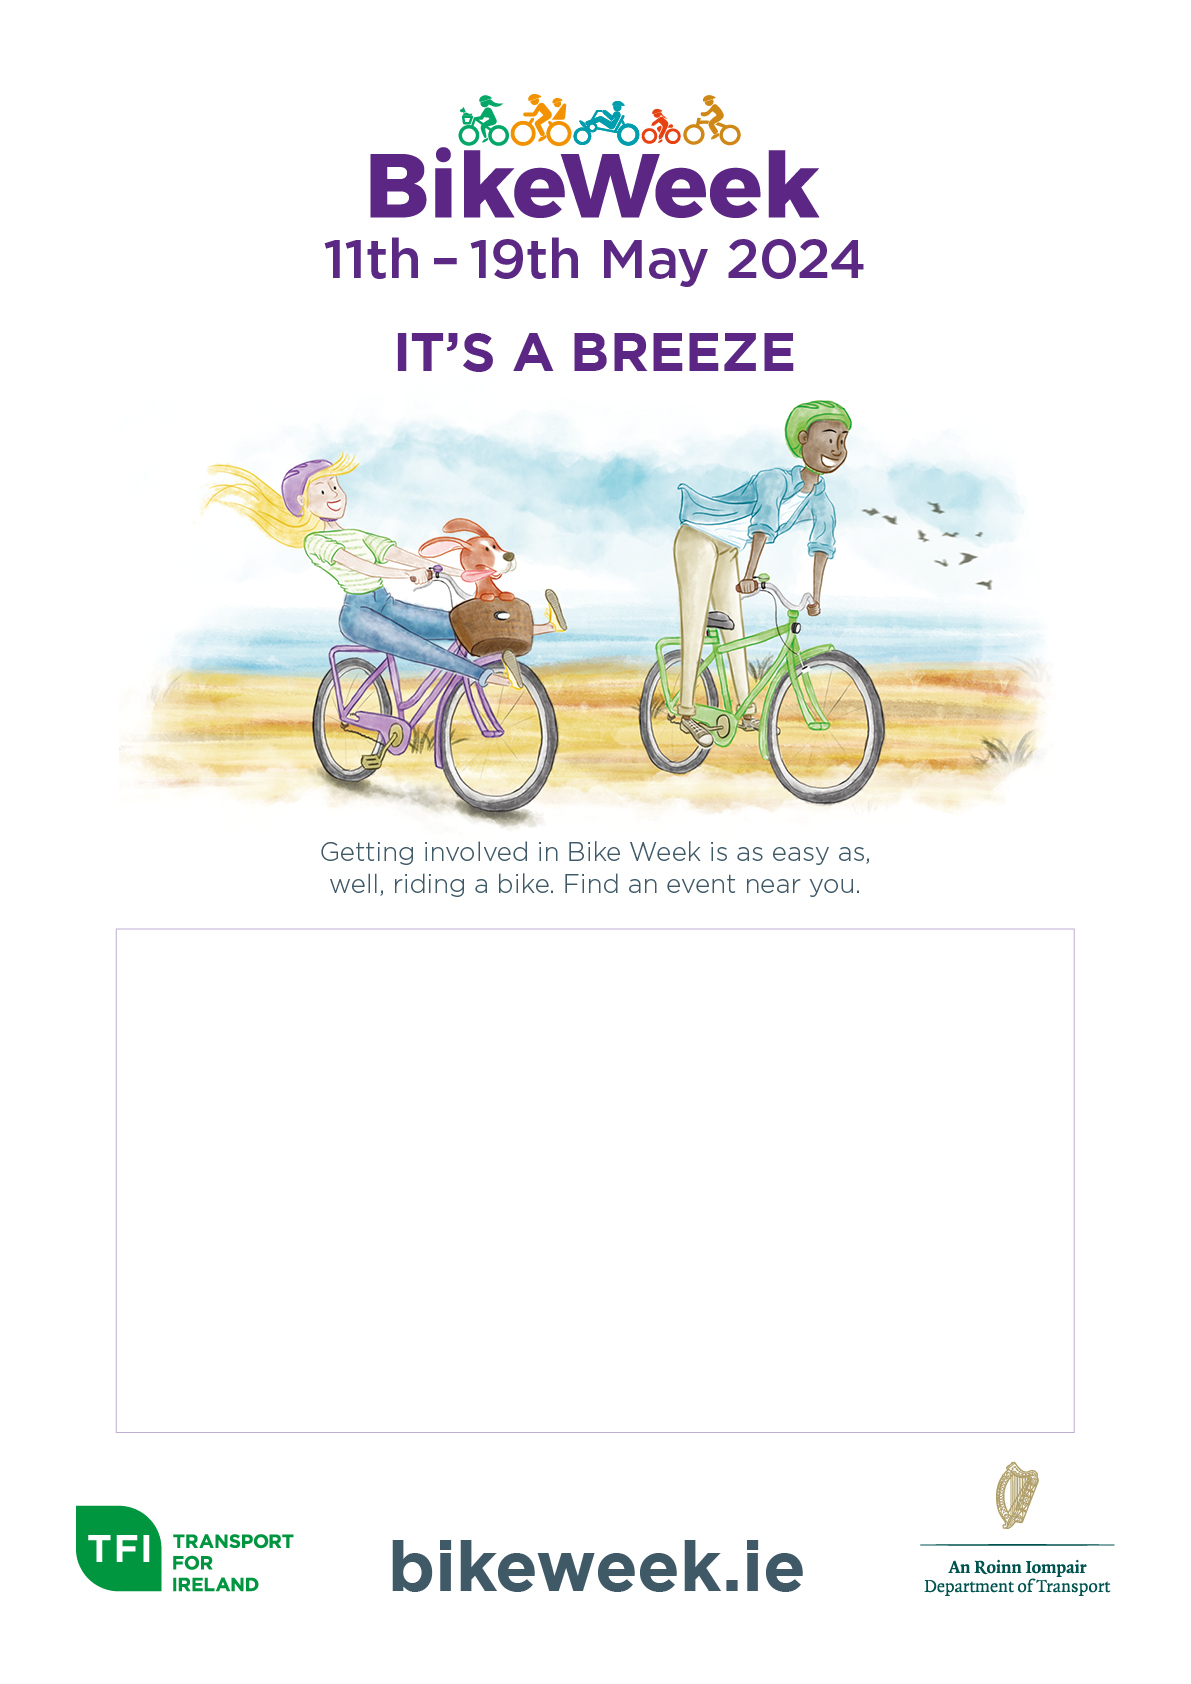 BikeWeek
11th – 19th May 2024
IT'S A BREEZE
Getting involved in Bike Week is as easy as,
well, riding a bike. Find an event near you.
TFI
TRANSPORT
FOR
IRELAND
bikeweek.ie
An Roinn Iompair
Department of Transport